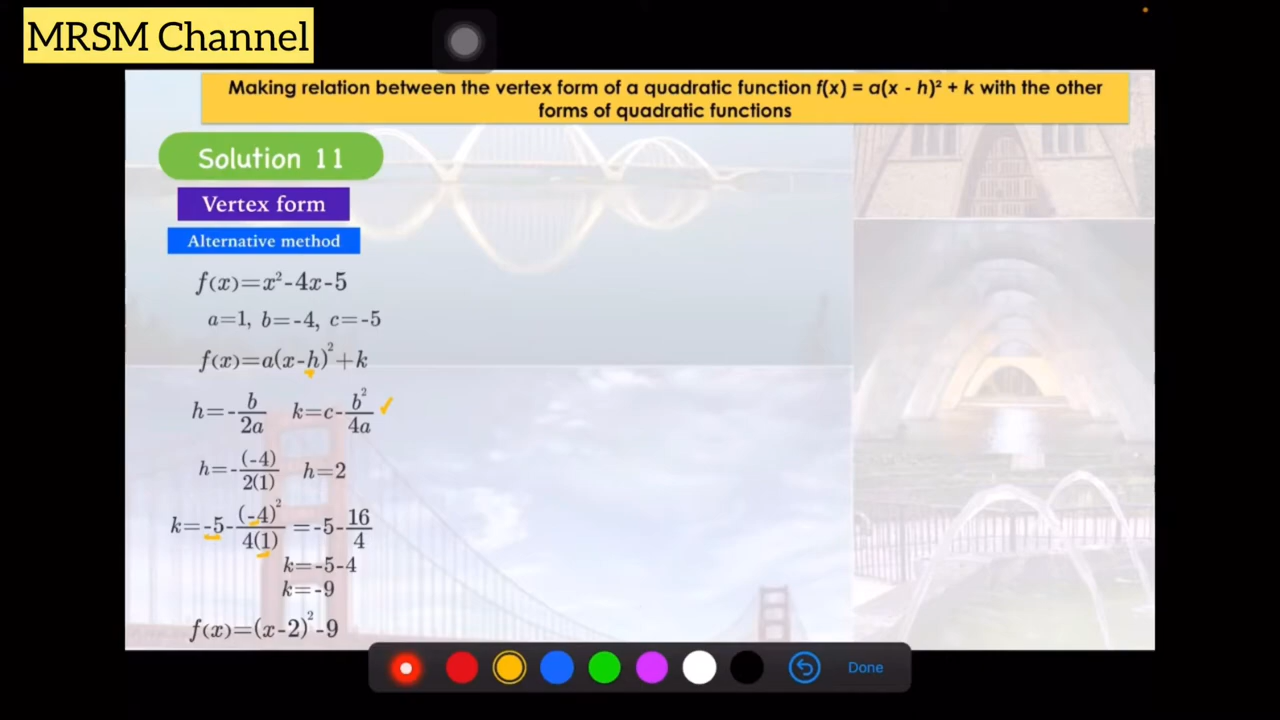 MRSM Channel
Making relation between the vertex form of a quadratic function f(x) = a(x - h)² + k with the other
forms of quadratic functions
Solution 11
Vertex form
Alternative method
f(x)=x²-4x-5
a=1, b=-4, c=-5
f(x)=a(x-h)²+k
h=-b/2a k=c-b²/4a
h=-(-4)/2(1) h=2
k=-5-(-4)²/4(1) =-5-16/4
k=-5-4
k=-9
f(x)=(x-2)²-9
Done